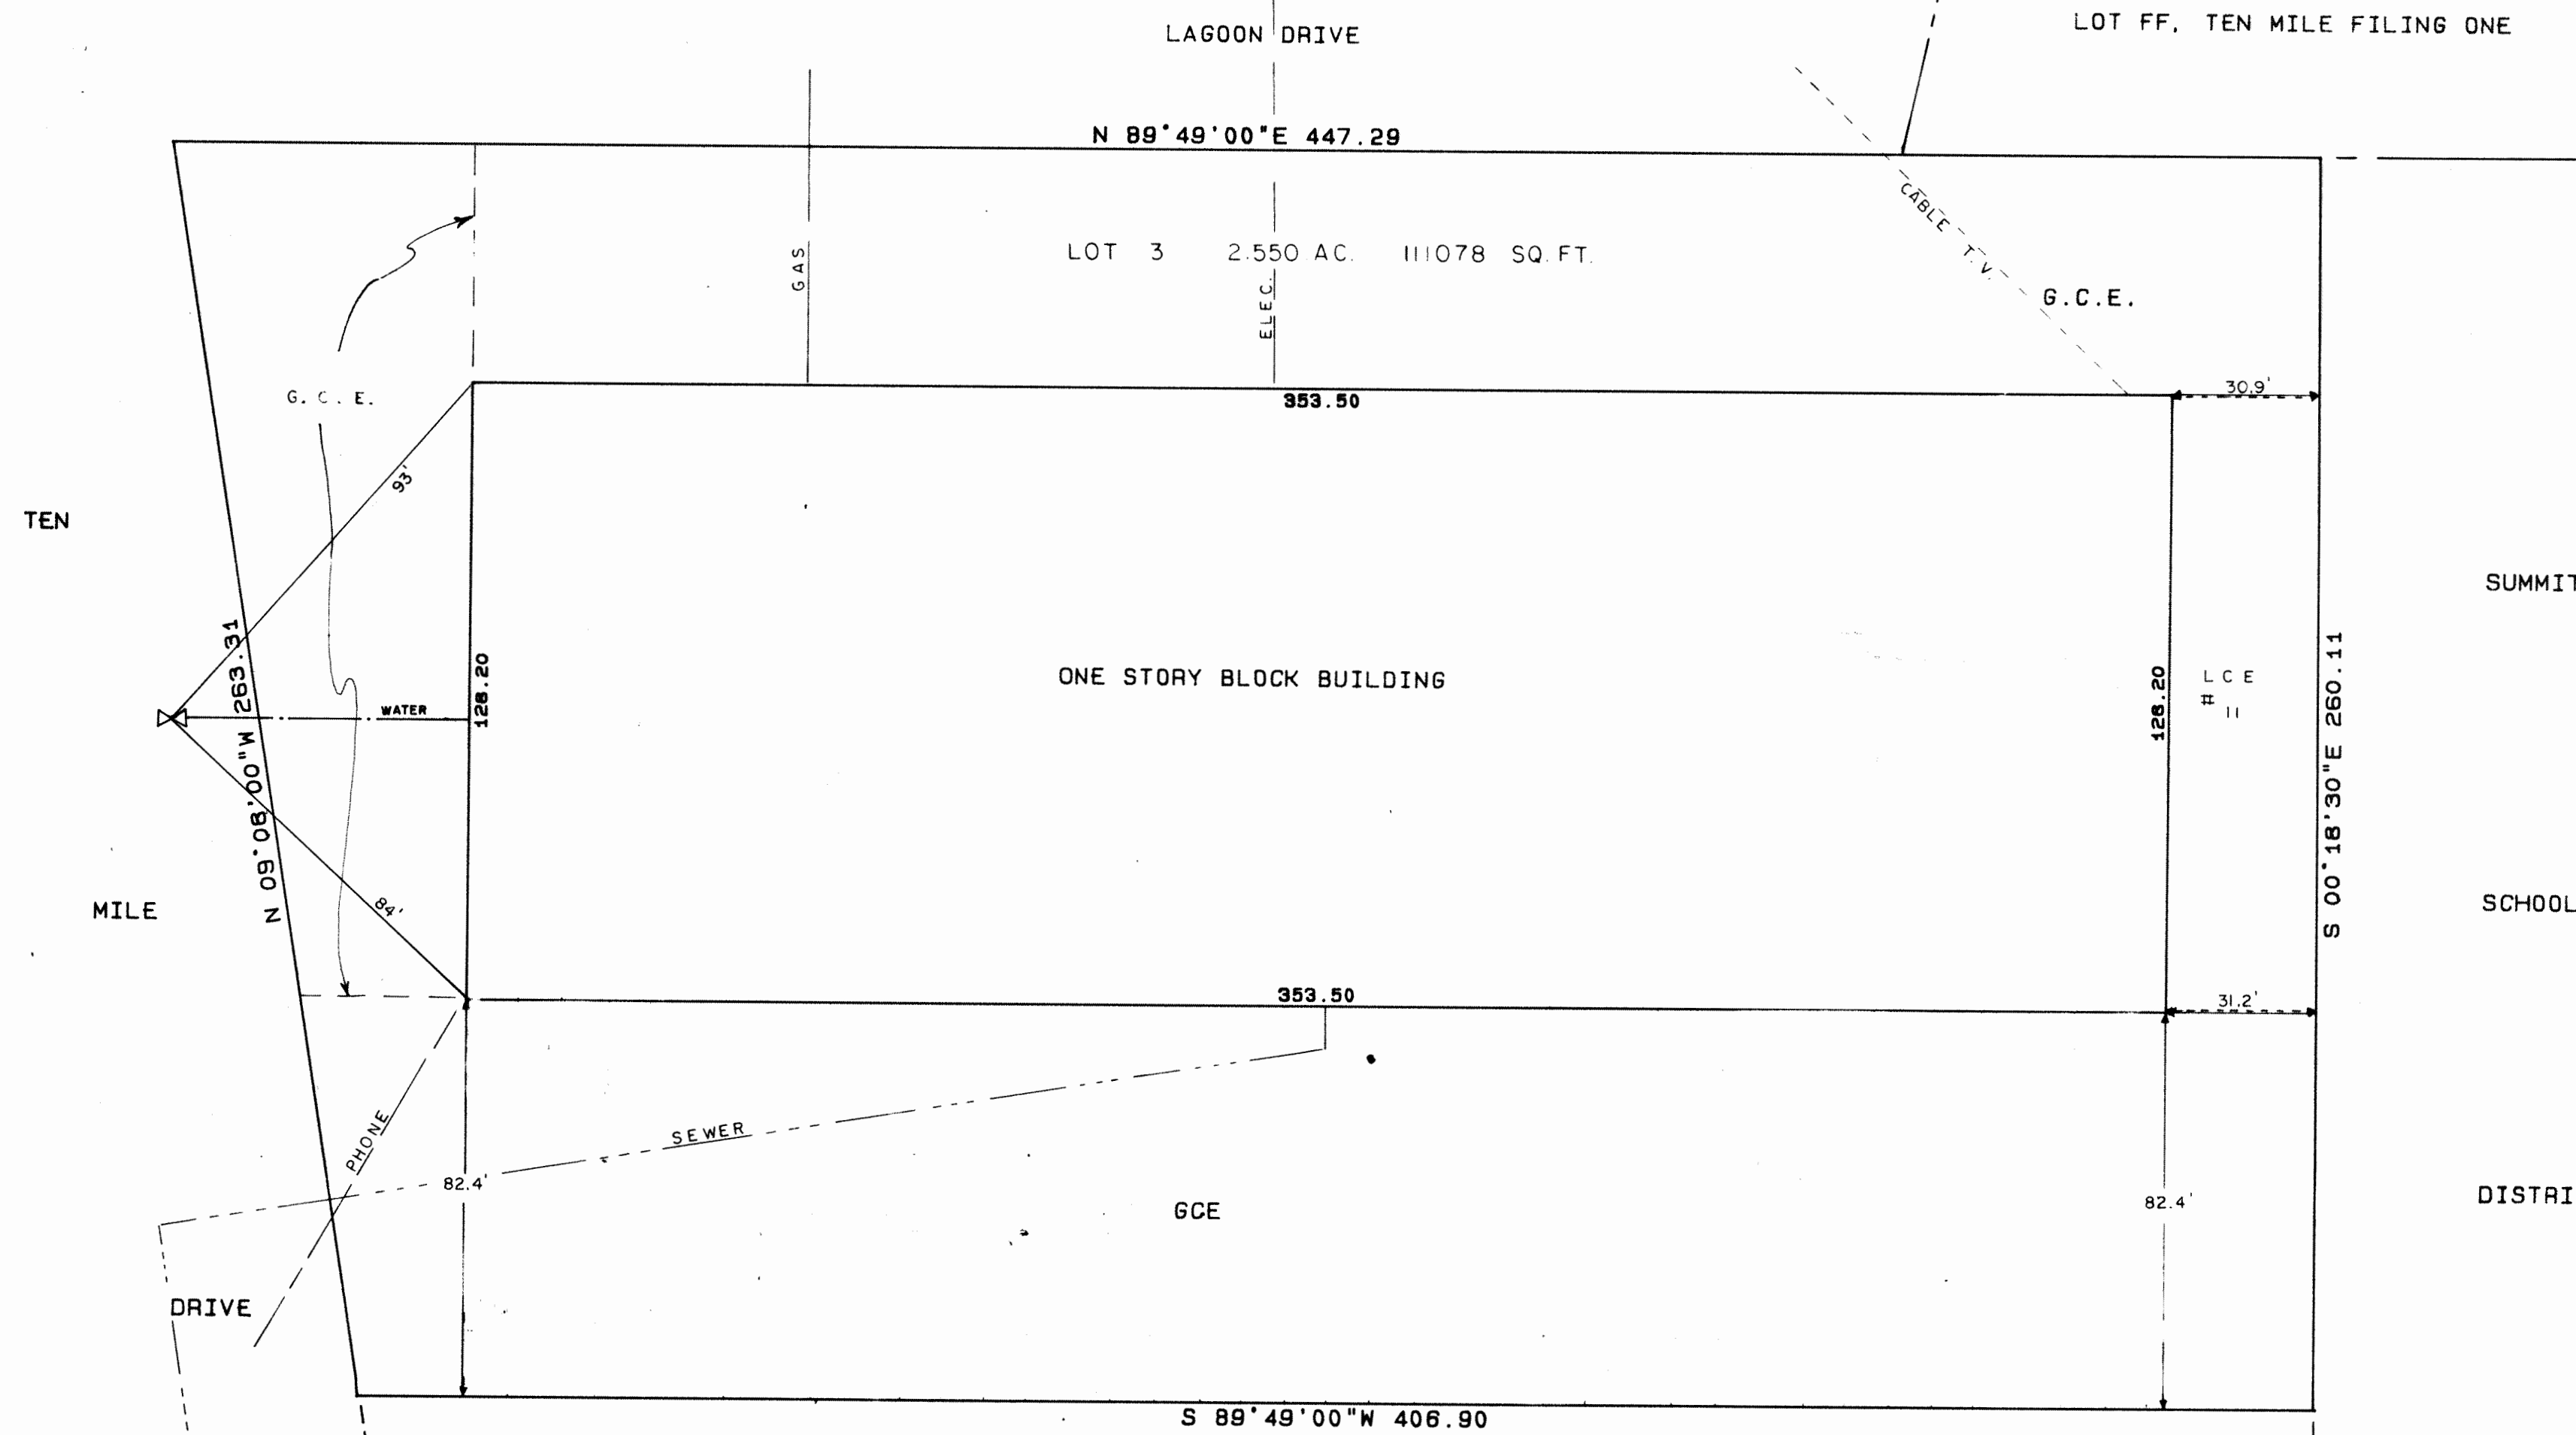 LAGOON DRIVE
LOT FF, TEN MILE FILING ONE
N 89°49'00"E 447.29
CABLE T.V.
GAS
LOT 3 2.550 AC. 111078 SQ. FT.
ELEC.
G.C.E.
30.9'
G. C. E.
353.50
93'
TEN
SUMMIT
N 09°08'00"W 263.31
WATER
128.20
ONE STORY BLOCK BUILDING
128.20
L C E
# 11
S 00°18'30"E 260.11
84'
MILE
SCHOOL
353.50
31.2'
PHONE
SEWER
82.4'
GCE
82.4'
DISTRI
DRIVE
S 89°49'00"W 406.90